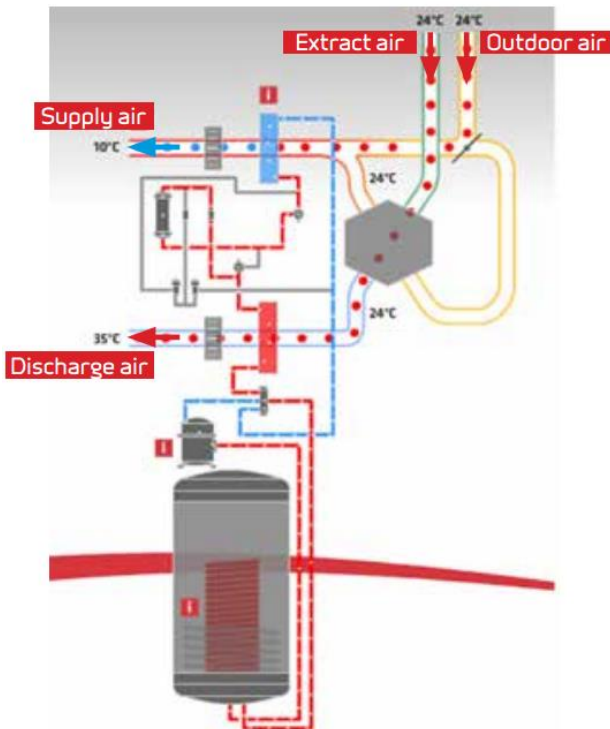 24°C 24°C
Extract air Outdoor air
Supply air
10°C
24°C
24°C
35°C
Discharge air